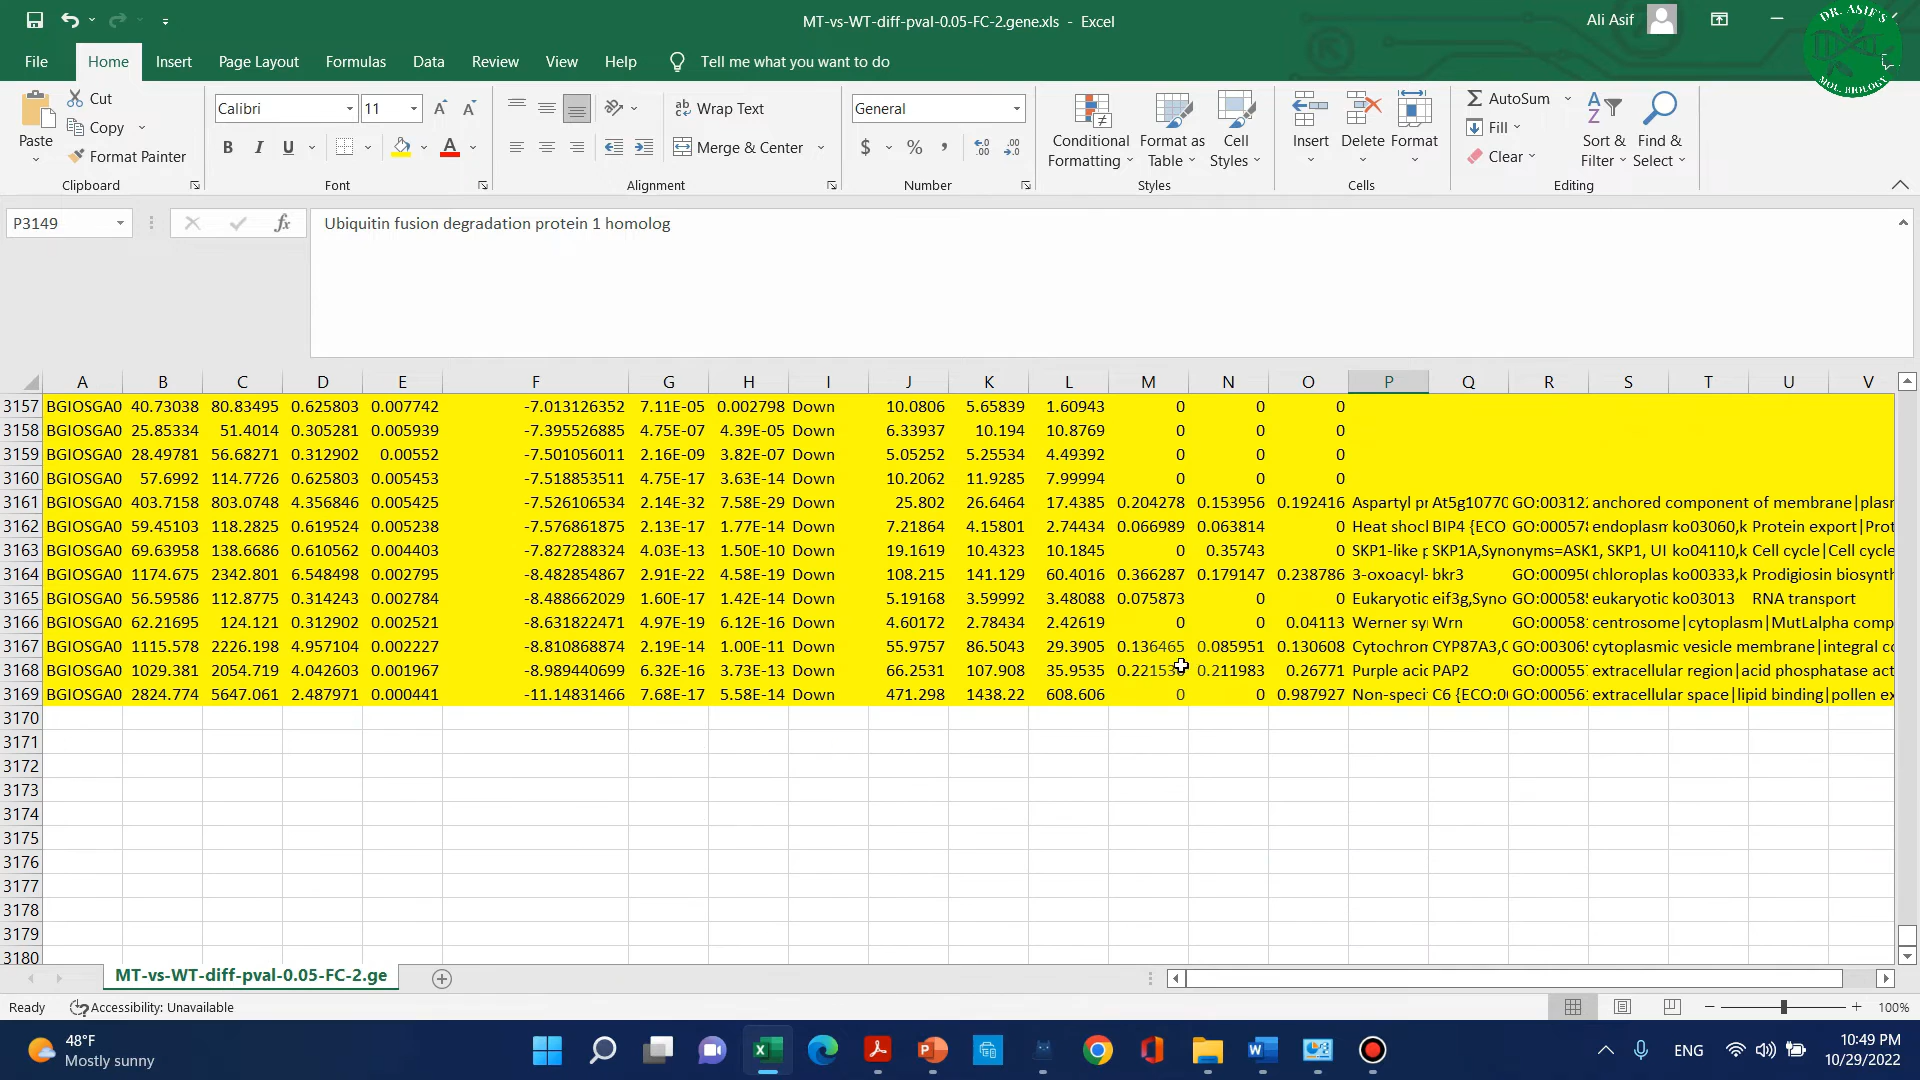 MT-vs-WT-diff-pval-0.05-FC-2.gene.xls - Excel
Ali Asif
DR. ASIF'S
MOL. BIOLOGY
File Home Insert Page Layout Formulas Data Review View Help Tell me what you want to do
Paste
Cut
Copy
Format Painter
Clipboard
Calibri 11
B I U
Font
Wrap Text
Merge & Center
Alignment
General
$ % ,
Number
Conditional Formatting
Format as Table
Cell Styles
Styles
Insert Delete Format
Cells
AutoSum
Fill
Clear
Sort & Filter
Find & Select
Editing
P3149 fx Ubiquitin fusion degradation protein 1 homolog
A B C D E F G H I J K L M N O P Q R S T U V
3157 BGIOSGA0 40.73038 80.83495 0.625803 0.007742 -7.013126352 7.11E-05 0.002798 Down 10.0806 5.65839 1.60943 0 0 0
3158 BGIOSGA0 25.85334 51.4014 0.305281 0.005939 -7.395526885 4.75E-07 4.39E-05 Down 6.33937 10.194 10.8769 0 0 0
3159 BGIOSGA0 28.49781 56.68271 0.312902 0.00552 -7.501056011 2.16E-09 3.82E-07 Down 5.05252 5.25534 4.49392 0 0 0
3160 BGIOSGA0 57.6992 114.7726 0.625803 0.005453 -7.518853511 4.75E-17 3.63E-14 Down 10.2062 11.9285 7.99994 0 0 0
3161 BGIOSGA0 403.7158 803.0748 4.356846 0.005425 -7.526106534 2.14E-32 7.58E-29 Down 25.802 26.6464 17.4385 0.204278 0.153956 0.192416 Aspartyl pr At5g1077 GO:00312 anchored component of membrane|plasn
3162 BGIOSGA0 59.45103 118.2825 0.619524 0.005238 -7.576861875 2.13E-17 1.77E-14 Down 7.21864 4.15801 2.74434 0.066989 0.063814 0 Heat shocl BIP4 {ECO GO:000578 endoplasm ko03060,k Protein export|Prot
3163 BGIOSGA0 69.63958 138.6686 0.610562 0.004403 -7.827288324 4.03E-13 1.50E-10 Down 19.1619 10.4323 10.1845 0 0.35743 0 SKP1-like p SKP1A,Synonyms=ASK1, SKP1, UI ko04110,k Cell cycle|Cell cycle
3164 BGIOSGA0 1174.675 2342.801 6.548498 0.002795 -8.482854867 2.91E-22 4.58E-19 Down 108.215 141.129 60.4016 0.366287 0.179147 0.238786 3-oxoacyl- bkr3 GO:000950 chloroplas ko00333,k Prodigiosin biosynth
3165 BGIOSGA0 56.59586 112.8775 0.314243 0.002784 -8.488662029 1.60E-17 1.42E-14 Down 5.19168 3.59992 3.48088 0.075873 0 0 Eukaryotic eif3g,Syno GO:000585 eukaryotic ko03013 RNA transport
3166 BGIOSGA0 62.21695 124.121 0.312902 0.002521 -8.631822471 4.97E-19 6.12E-16 Down 4.60172 2.78434 2.42619 0 0 0.04113 Werner sy Wrn GO:000581 centrosome|cytoplasm|MutLalpha comp
3167 BGIOSGA0 1115.578 2226.198 4.957104 0.002227 -8.810868874 2.19E-14 1.00E-11 Down 55.9757 86.5043 29.3905 0.136465 0.085951 0.130608 Cytochron CYP87A3,O GO:003065 cytoplasmic vesicle membrane|integral co
3168 BGIOSGA0 1029.381 2054.719 4.042603 0.001967 -8.989440699 6.32E-16 3.73E-13 Down 66.2531 107.908 35.9535 0.22153 0.211983 0.26771 Purple acid PAP2 GO:000557 extracellular region|acid phosphatase act
3169 BGIOSGA0 2824.774 5647.061 2.487971 0.000441 -11.14831466 7.68E-17 5.58E-14 Down 471.298 1438.22 608.606 0 0 0.987927 Non-speci C6 {ECO:00 GO:000561 extracellular space|lipid binding|pollen ex
3170
3171
3172
3173
3174
3175
3176
3177
3178
3179
3180
MT-vs-WT-diff-pval-0.05-FC-2.ge
Ready Accessibility: Unavailable 100%
48°F
Mostly sunny
ENG
10:49 PM
10/29/2022